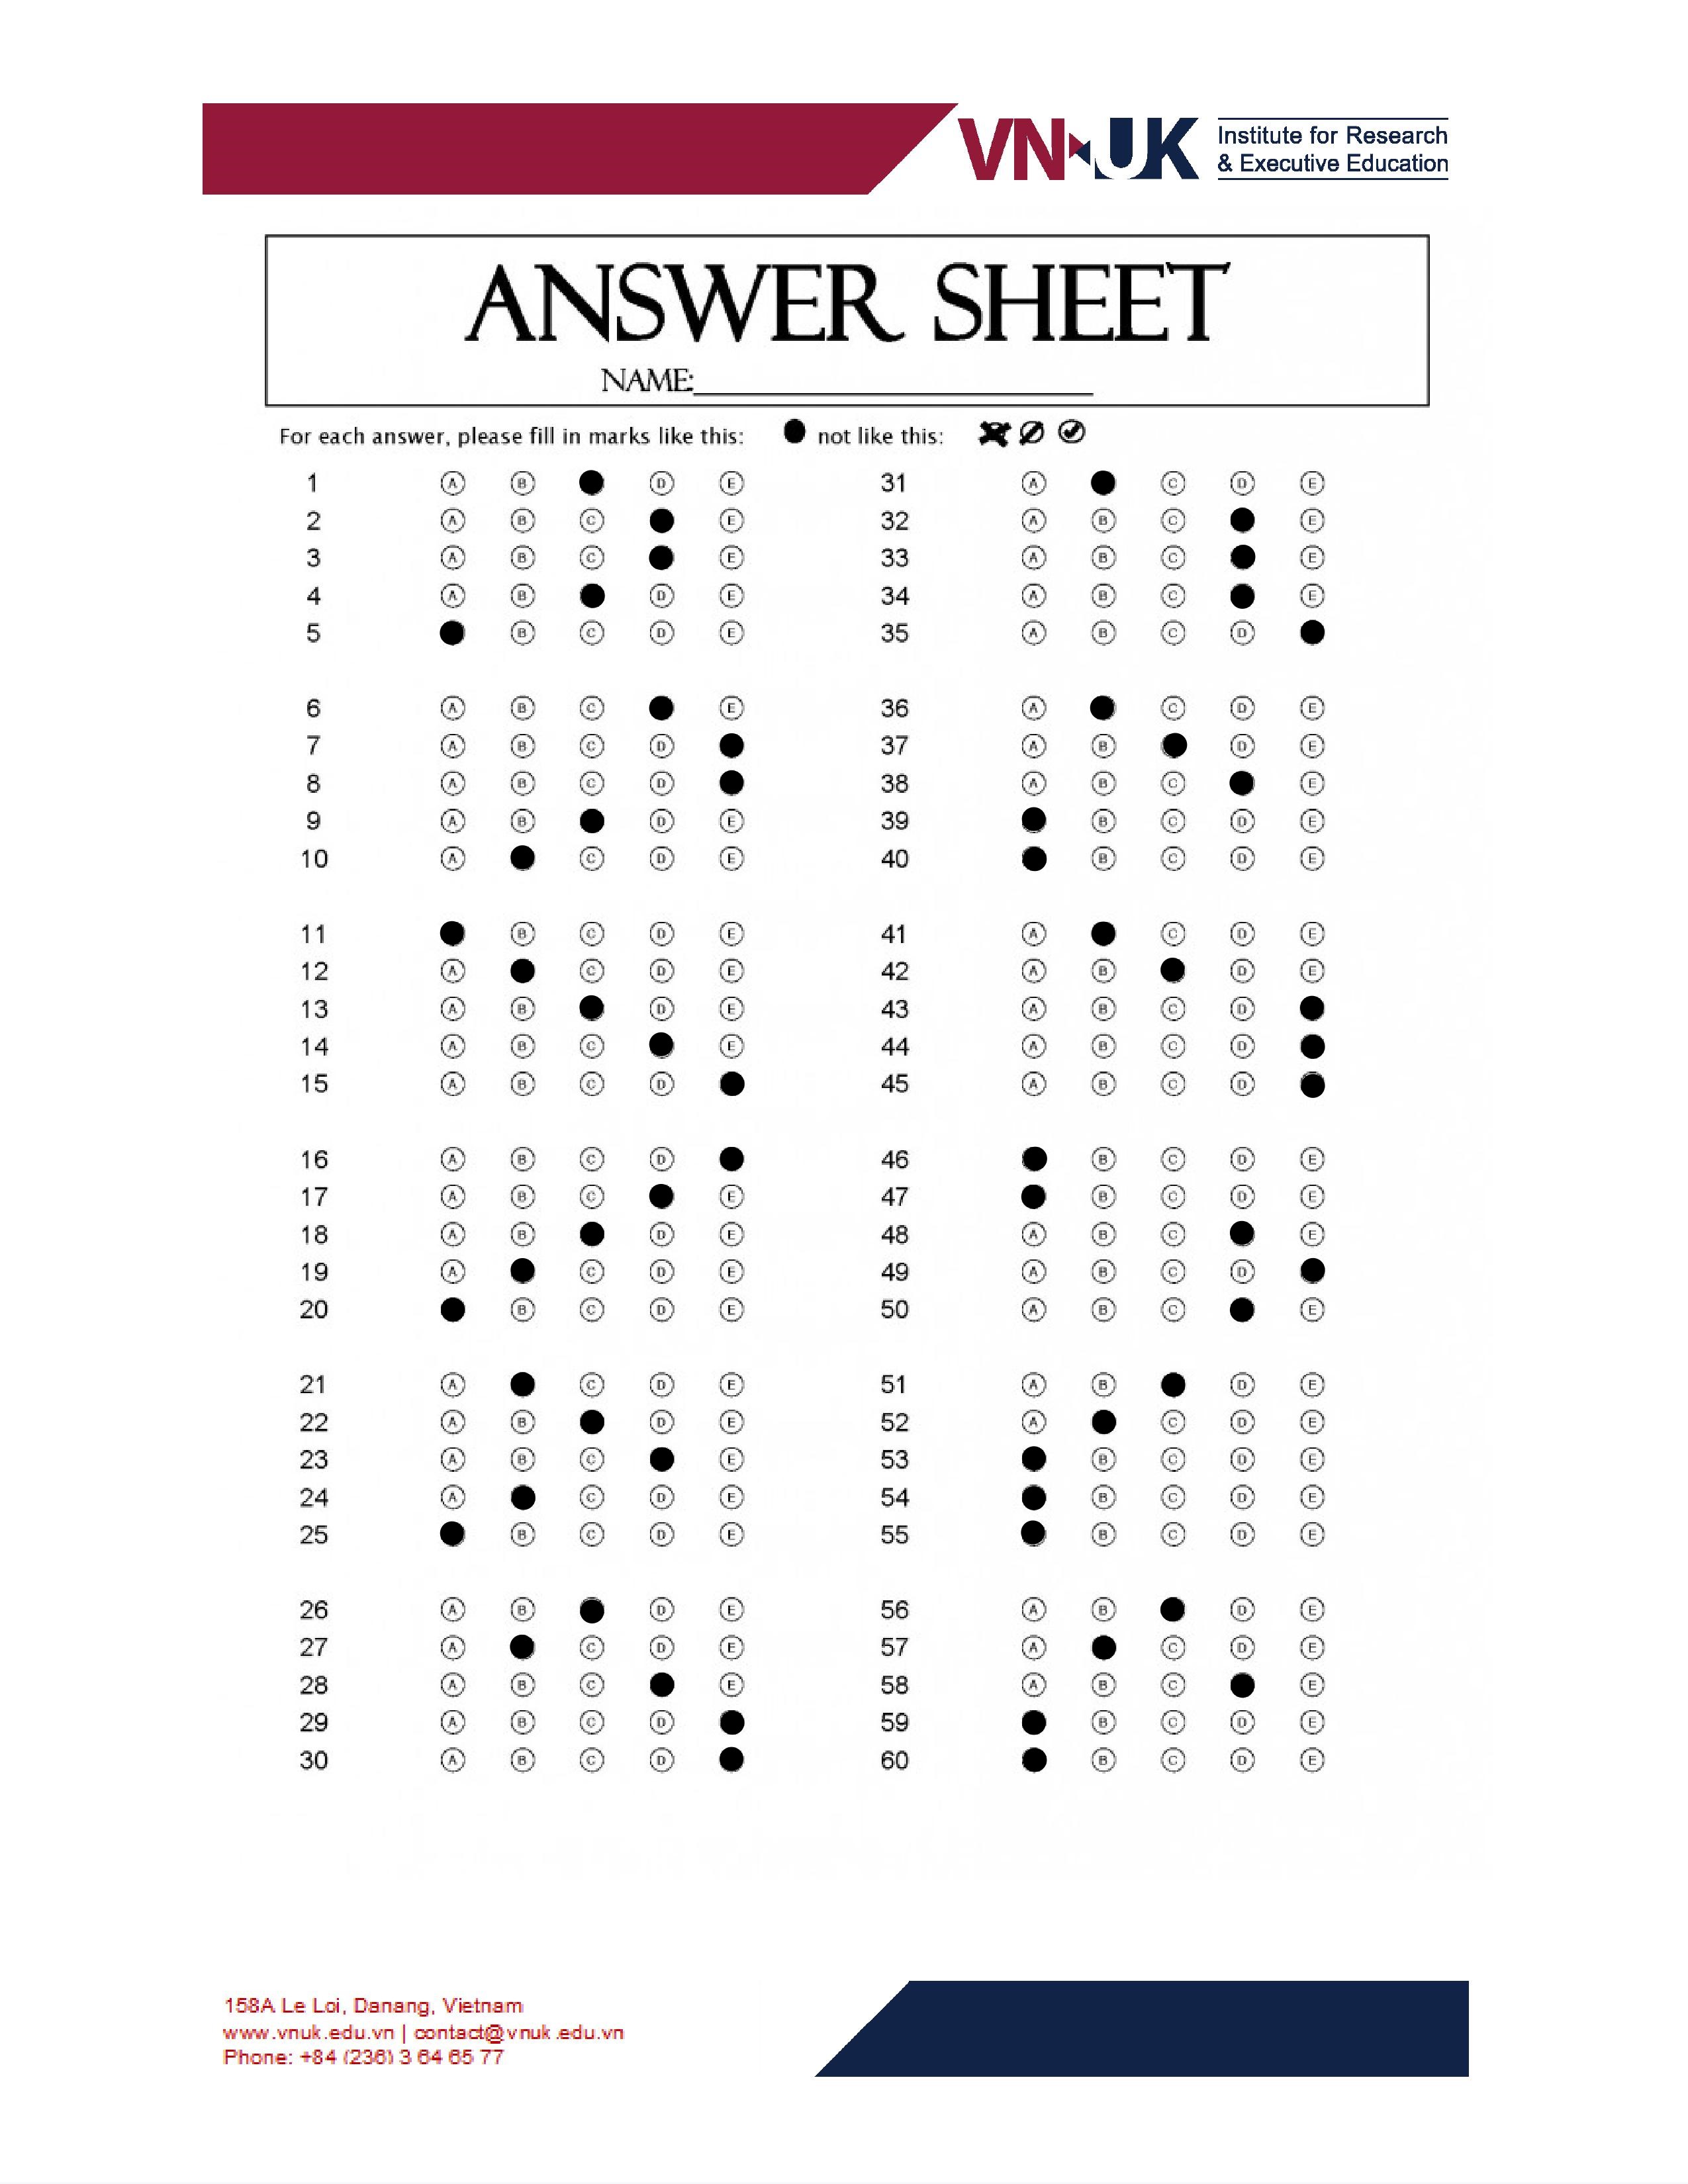 VN UK Institute for Research
& Executive Education
ANSWER SHEET
NAME:
For each answer, please fill in marks like this: not like this:
1 A B D E 31 A C D E
2 A B C E 32 A B C E
3 A B C E 33 A B C E
4 A B D E 34 A B C E
5 B C D E 35 A B C D
6 A B C E 36 A C D E
7 A B C D 37 A B D E
8 A B C D 38 A B C E
9 A B D E 39 B C D E
10 A C D E 40 B C D E
11 B C D E 41 A C D E
12 A C D E 42 A B D E
13 A B D E 43 A B C D
14 A B C E 44 A B C D
15 A B C D 45 A B C D
16 A B C D 46 B C D E
17 A B C E 47 B C D E
18 A B D E 48 A B C E
19 A C D E 49 A B C D
20 B C D E 50 A B C E
21 A C D E 51 A B D E
22 A B D E 52 A C D E
23 A B C E 53 B C D E
24 A C D E 54 B C D E
25 B C D E 55 B C D E
26 A B D E 56 A B D E
27 A C D E 57 A C D E
28 A B C E 58 A B C E
29 A B C D 59 B C D E
30 A B C D 60 B C D E
158A Le Loi, Danang, Vietnam
www.vnuk.edu.vn | contact@vnuk.edu.vn
Phone: +84 (236) 3 64 65 77